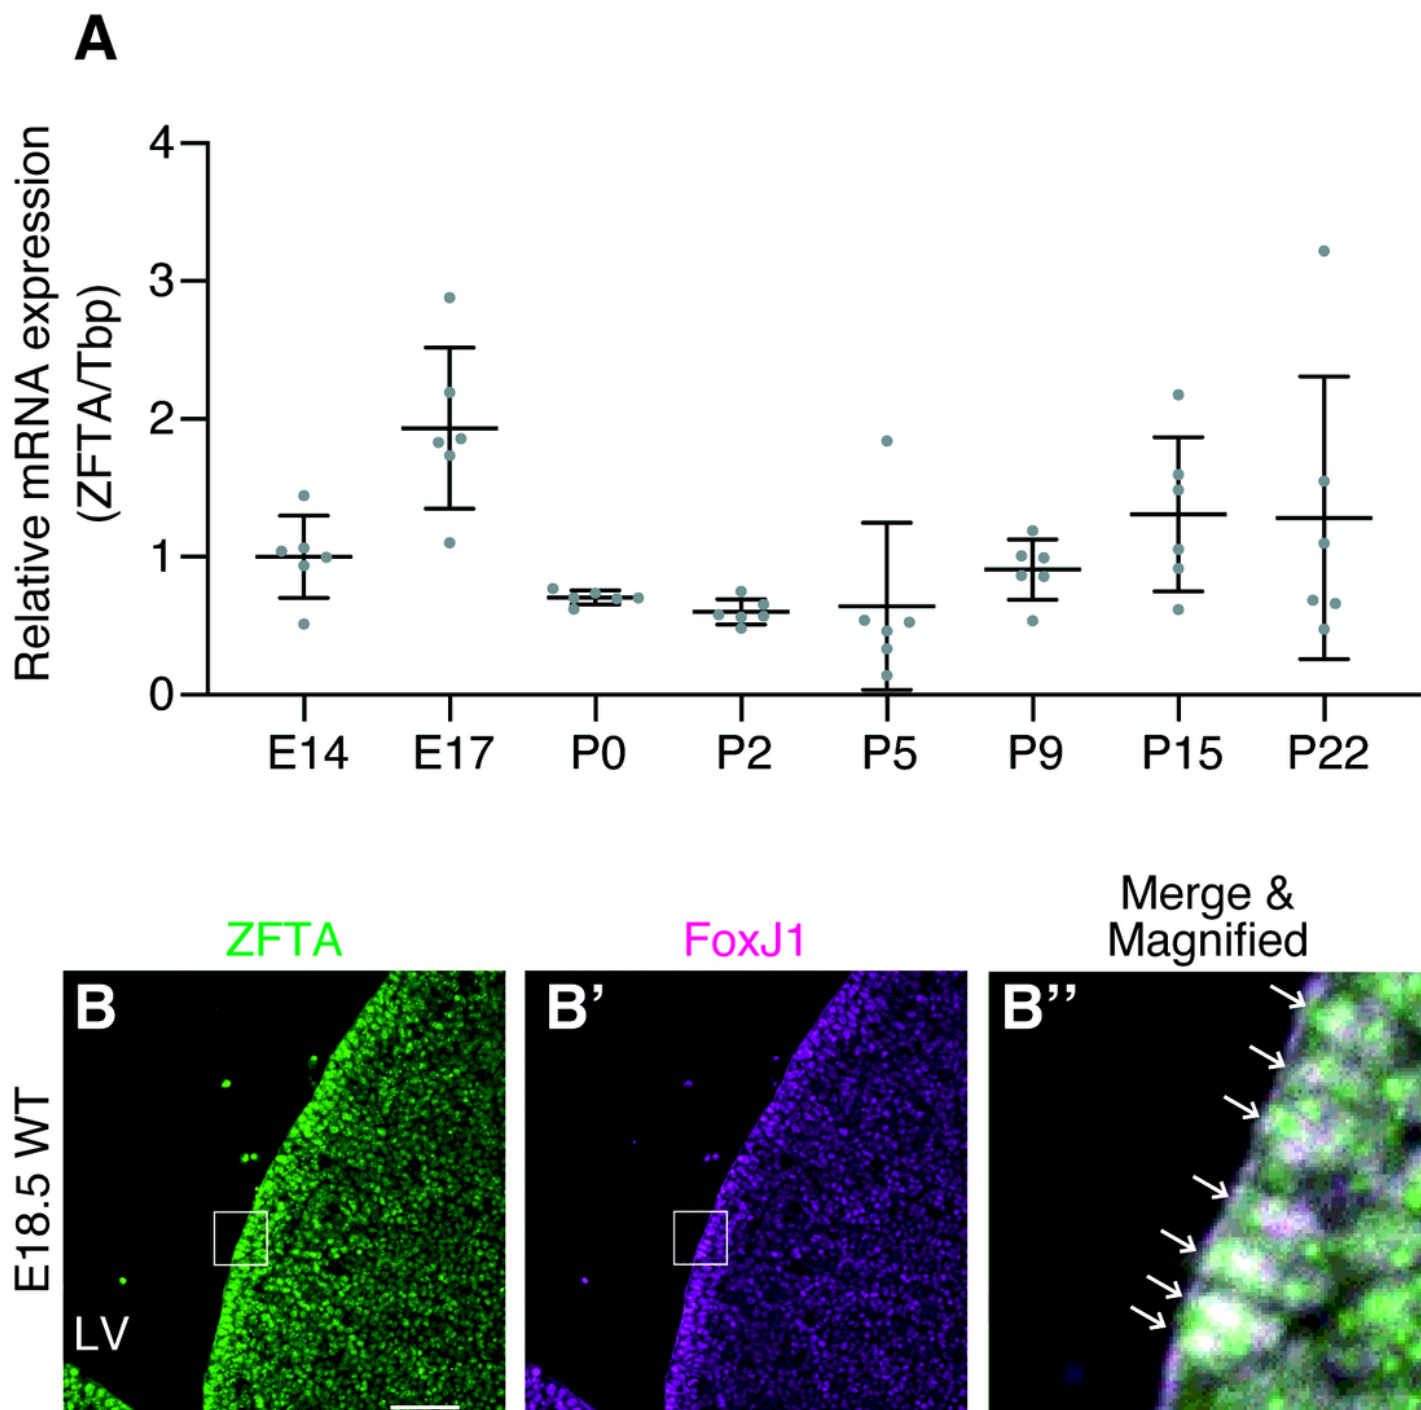 A
Relative mRNA expression
(ZFTA/Tbp)
4
3
2
1
0
E14 E17 P0 P2 P5 P9 P15 P22
ZFTA
FoxJ1
Merge &
Magnified
E18.5 WT
B
B’
B’’
LV